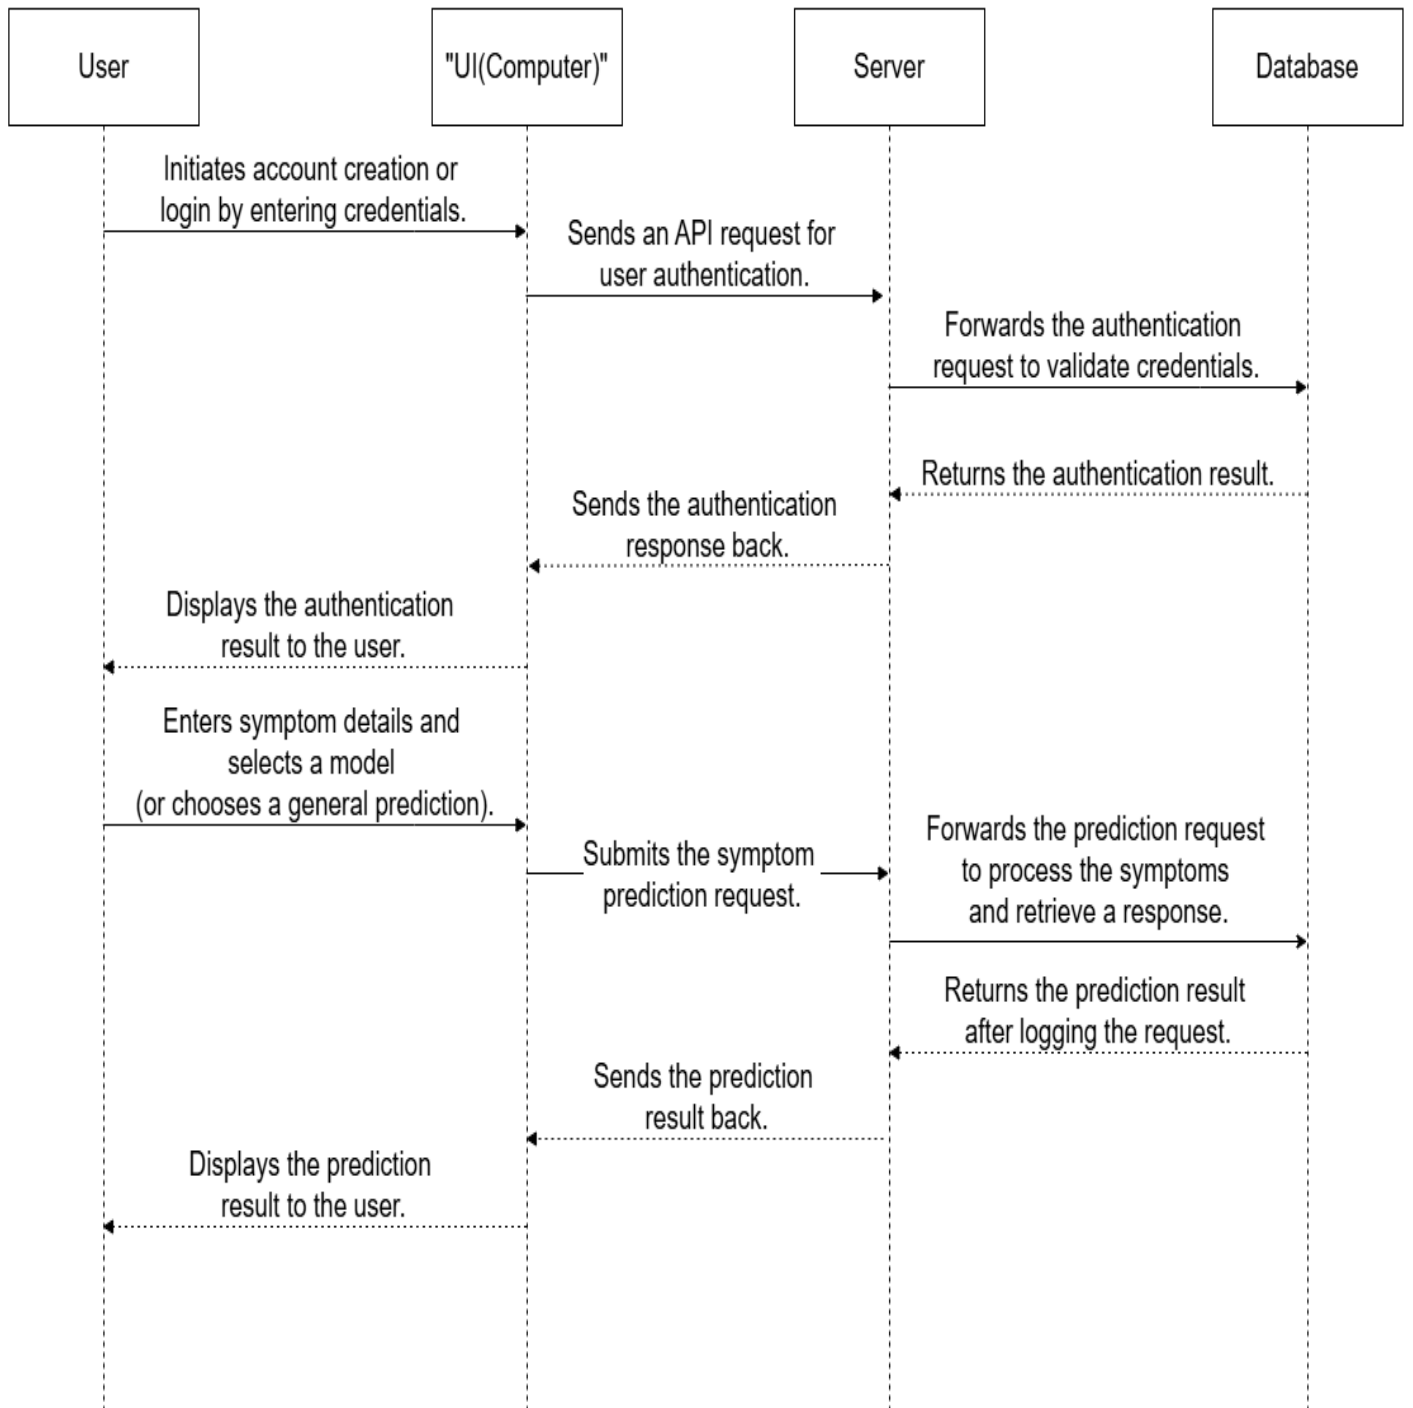 User
"UI(Computer)"
Server
Database
Initiates account creation or
login by entering credentials.
Sends an API request for
user authentication.
Forwards the authentication
request to validate credentials.
Returns the authentication result.
Sends the authentication
response back.
Displays the authentication
result to the user.
Enters symptom details and
selects a model
(or chooses a general prediction).
Submits the symptom
prediction request.
Forwards the prediction request
to process the symptoms
and retrieve a response.
Returns the prediction result
after logging the request.
Sends the prediction
result back.
Displays the prediction
result to the user.